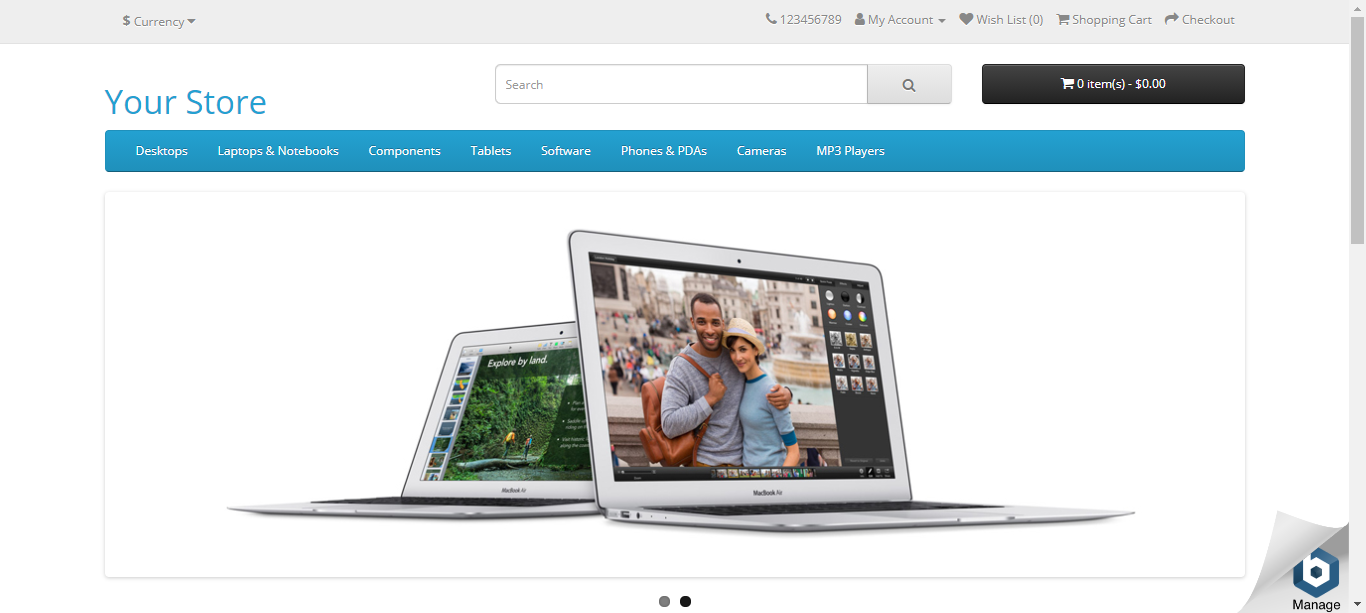 $ Currency
123456789 My Account Wish List (0) Shopping Cart Checkout
Your Store
Search
0 item(s) - $0.00
Desktops Laptops & Notebooks Components Tablets Software Phones & PDAs Cameras MP3 Players
Explore by land.
MacBook Air
MacBook Air
Manage